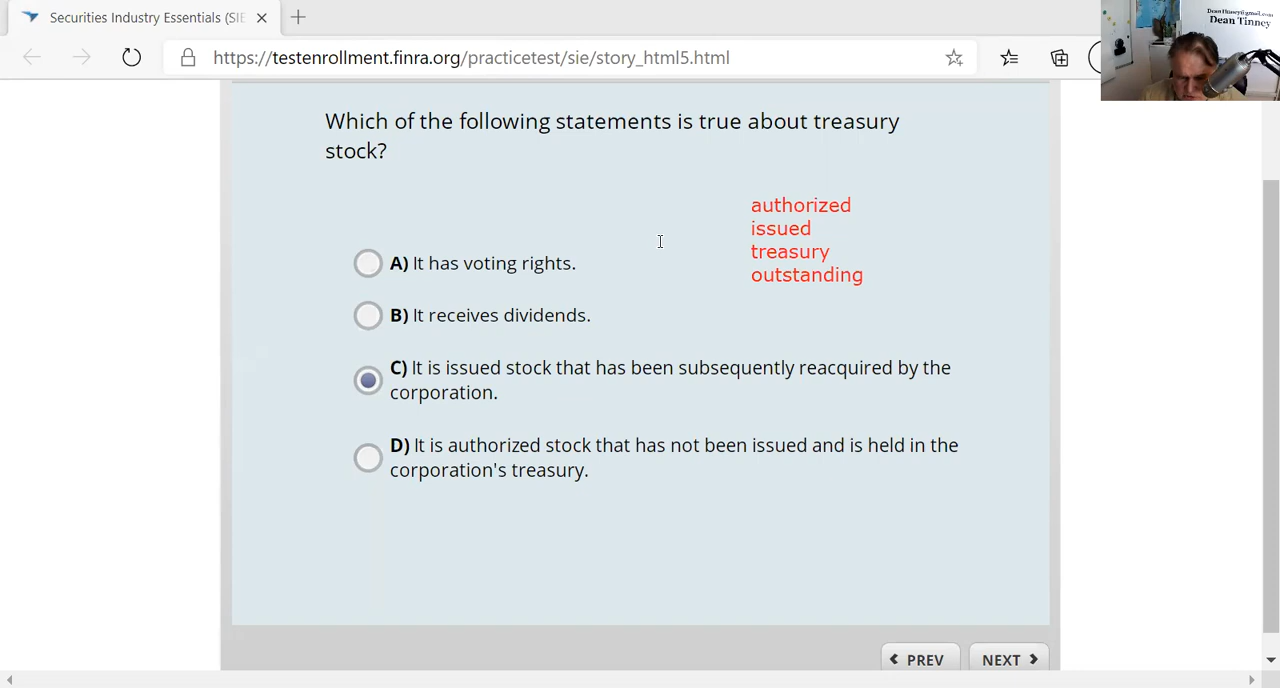 Securities Industry Essentials (SIE
https://testenrollment.finra.org/practicetest/sie/story_html5.html
Dean Tinney
Which of the following statements is true about treasury
stock?
authorized
issued
treasury
outstanding
A) It has voting rights.
B) It receives dividends.
C) It is issued stock that has been subsequently reacquired by the
corporation.
D) It is authorized stock that has not been issued and is held in the
corporation's treasury.
PREV
NEXT